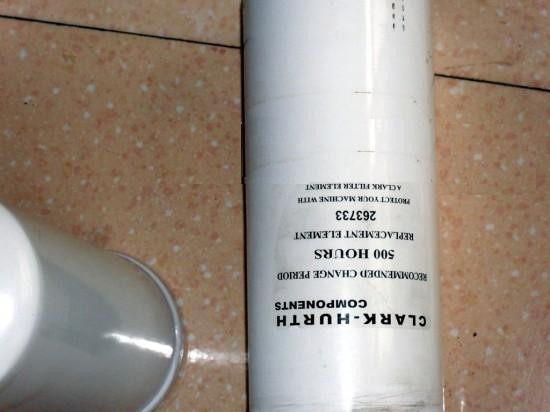 CLARK-HURTH
COMPONENTS
RECOMMENDED CHANGE PERIOD
500 HOURS
REPLACEMENT ELEMENT
263733
PROTECT YOUR MACHINE WITH
A CLARK FILTER ELEMENT